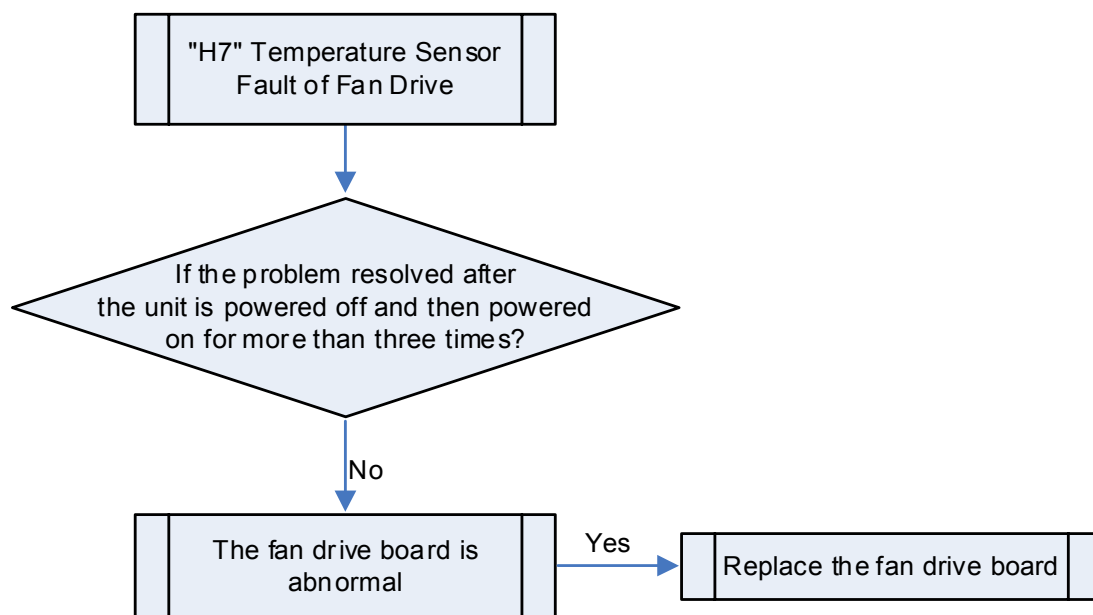 "H7" Temperature Sensor
Fault of Fan Drive
If the problem resolved after
the unit is powered off and then powered
on for more than three times?
No
The fan drive board is
abnormal
Yes
Replace the fan drive board